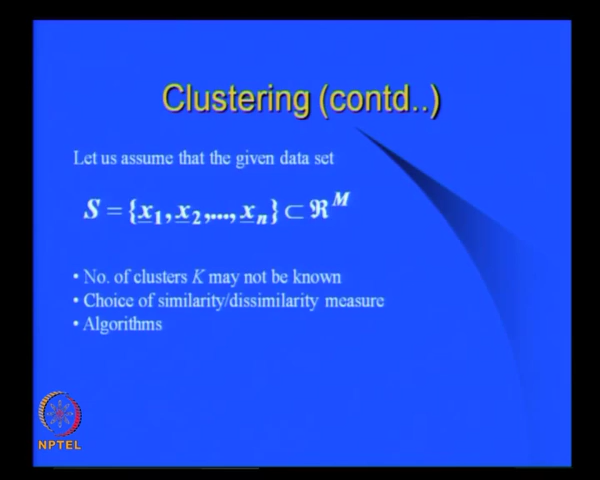 Clustering (contd..)
Let us assume that the given data set
S = {x₁, x₂,..., xₙ} ⊂ ℜᴹ
• No. of clusters K may not be known
• Choice of similarity/dissimilarity measure
• Algorithms
NPTEL